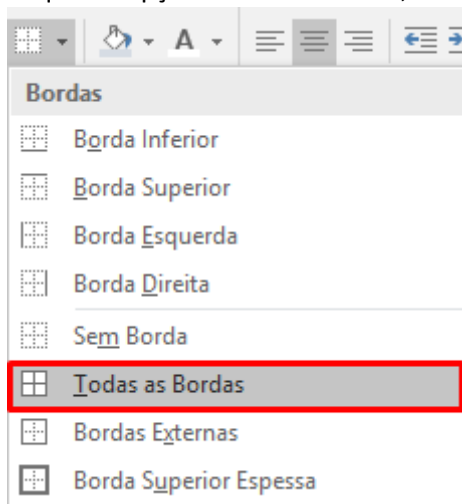 A
Bordas
Borda Inferior
Borda Superior
Borda Esquerda
Borda Direita
Sem Borda
Todas as Bordas
Bordas Externas
Borda Superior Espessa